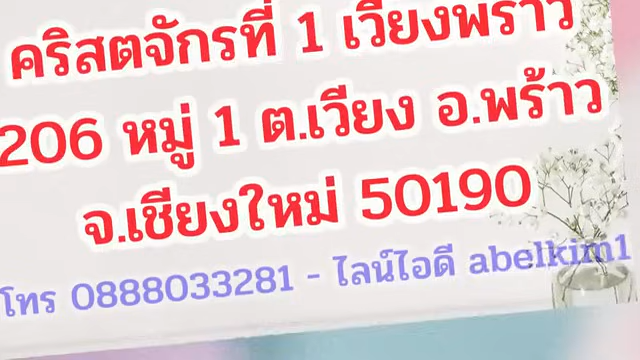 คริสตจักรที่ 1 เวียงพร้าว
206 หมู่ 1 ต.เวียง อ.พร้าว
จ.เชียงใหม่ 50190
โทร 0888033281 - ไลน์ไอดี abelkim1